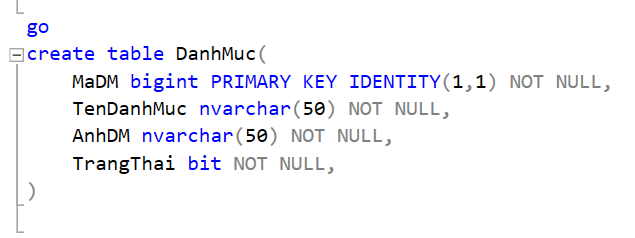 go
create table DanhMuc(
MaDM bigint PRIMARY KEY IDENTITY(1,1) NOT NULL,
TenDanhMuc nvarchar(50) NOT NULL,
AnhDM nvarchar(50) NOT NULL,
TrangThai bit NOT NULL,
)